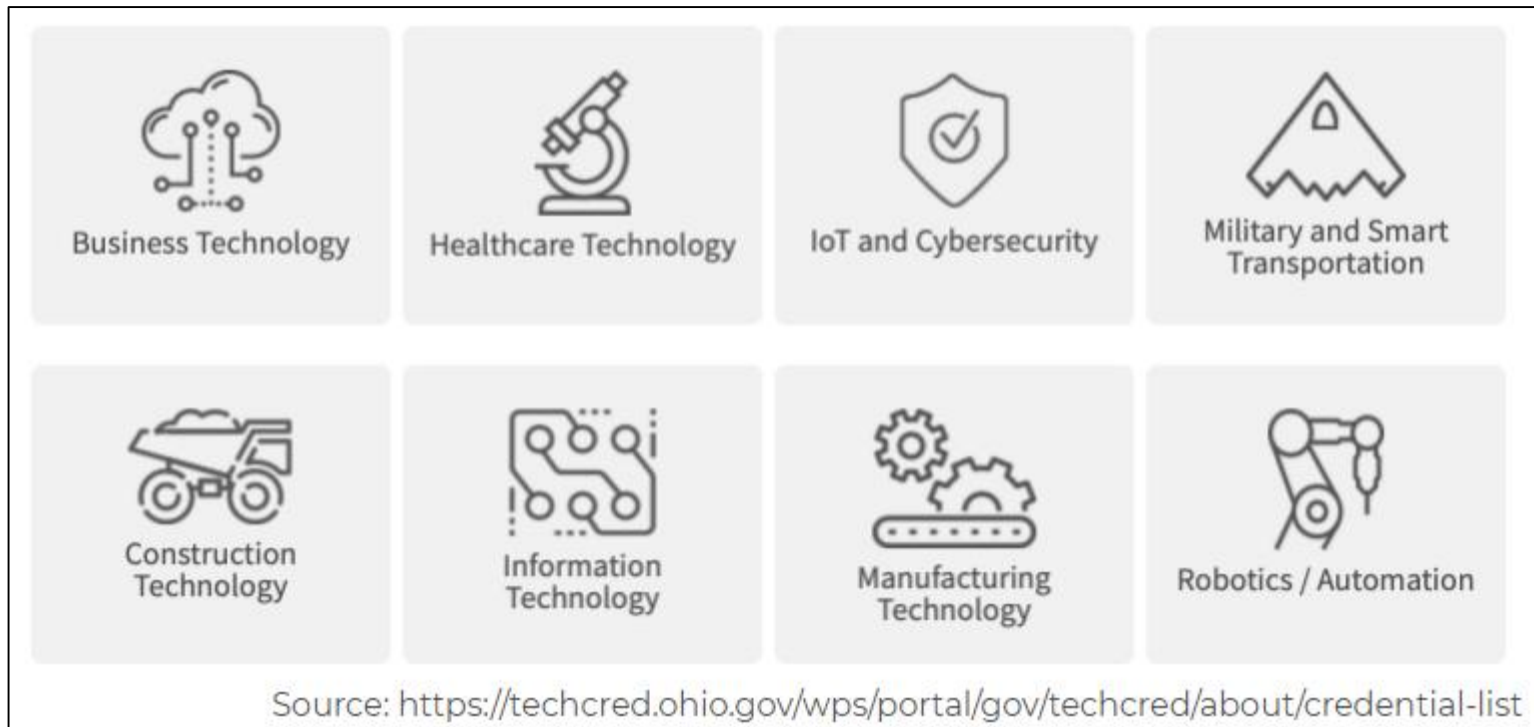 Business Technology
Healthcare Technology
IoT and Cybersecurity
Military and Smart
Transportation
Construction
Technology
Information
Technology
Manufacturing
Technology
Robotics / Automation
Source: https://techcred.ohio.gov/wps/portal/gov/techcred/about/credential-list